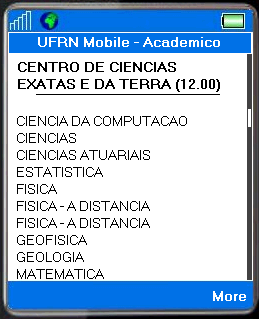 UFRN Mobile - Academico
CENTRO DE CIENCIAS
EXATAS E DA TERRA (12.00)
CIENCIA DA COMPUTACAO
CIENCIAS
CIENCIAS ATUARIAIS
ESTATISTICA
FISICA
FISICA - A DISTANCIA
FISICA - A DISTANCIA
GEOFISICA
GEOLOGIA
MATEMATICA
More